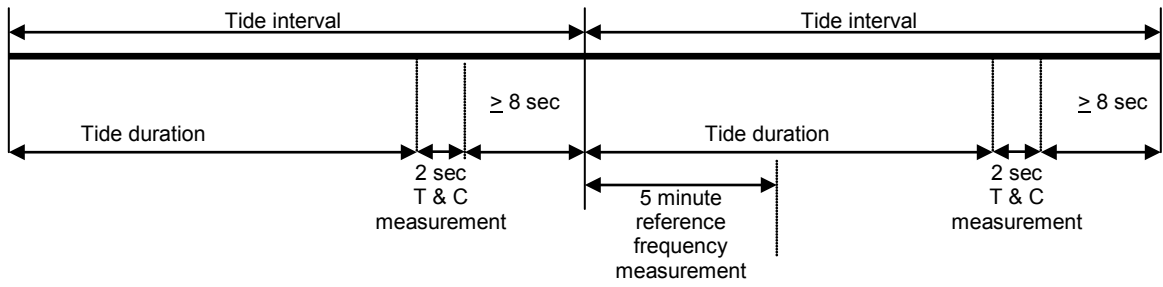 Tide interval
Tide interval
≥ 8 sec
≥ 8 sec
Tide duration
Tide duration
2 sec
T & C
measurement
5 minute
reference
frequency
measurement
2 sec
T & C
measurement